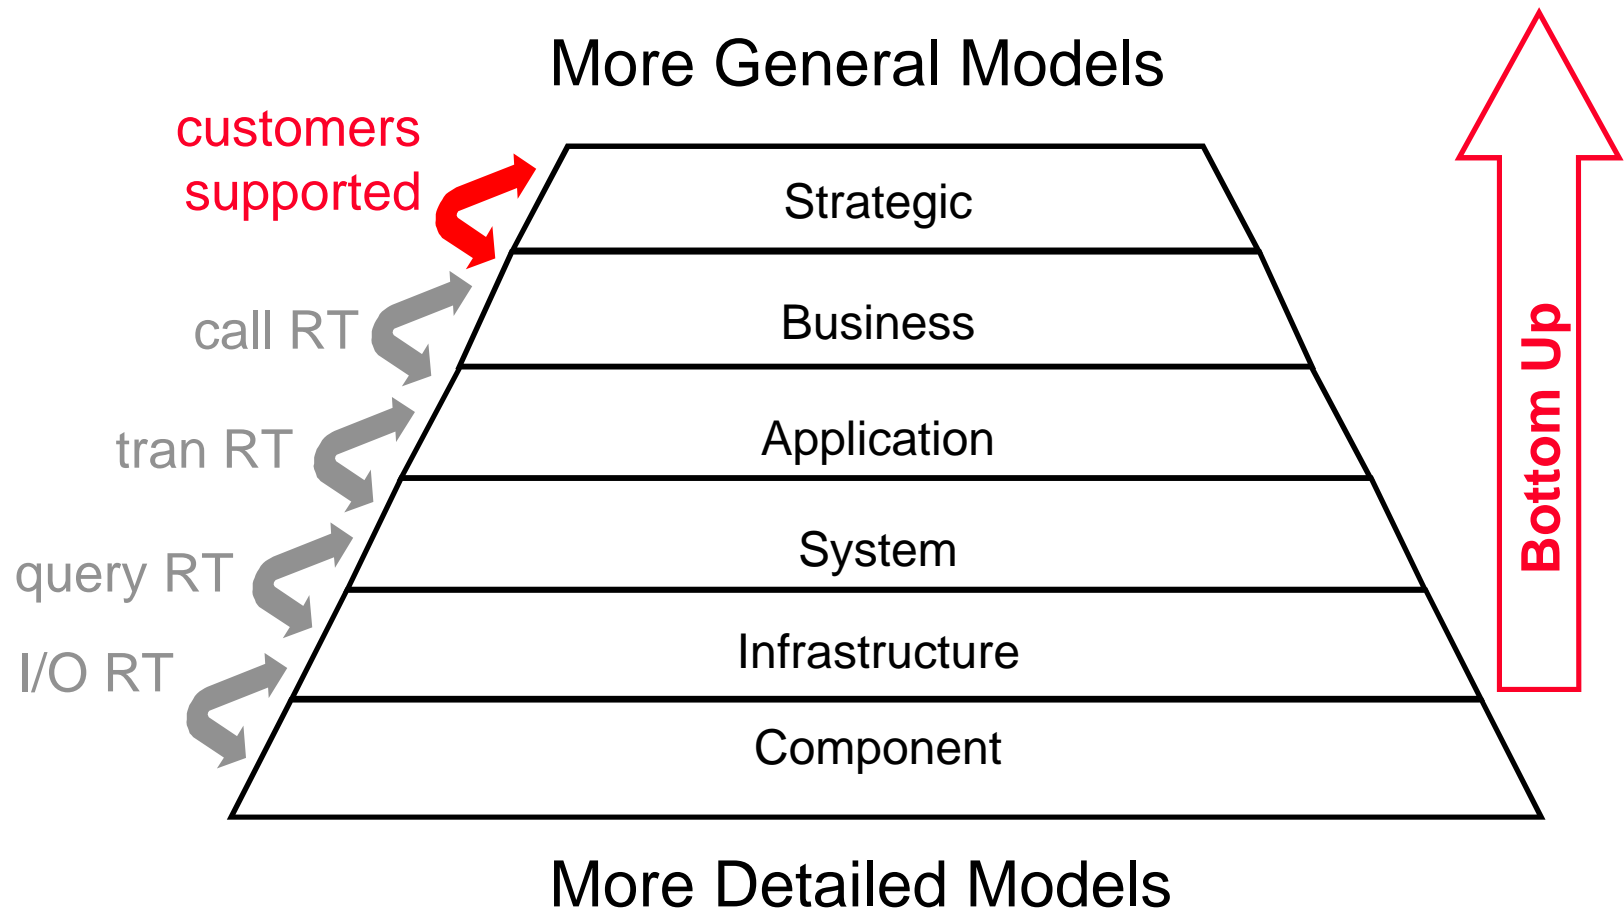 More General Models
customers
supported
Strategic
call RT
Business
tran RT
Application
query RT
System
I/O RT
Infrastructure
Component
More Detailed Models
Bottom Up